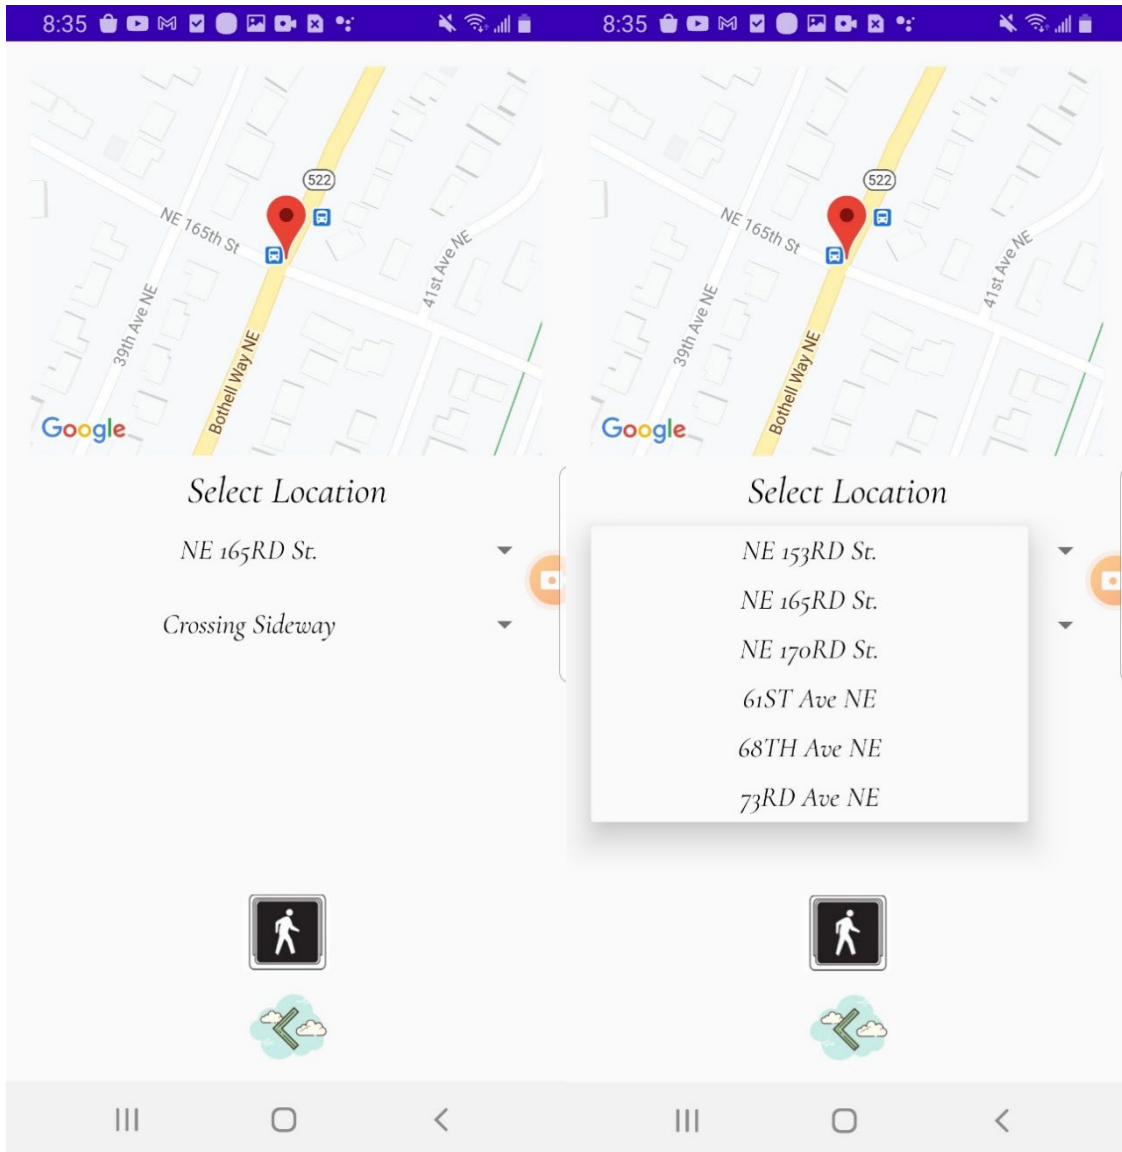 8:35
522
NE 165th St
41st Ave NE
39th Ave NE
Bothell Way NE
Google
Select Location
NE 165RD St.
Crossing Sideway
8:35
522
NE 165th St
41st Ave NE
39th Ave NE
Bothell Way NE
Google
Select Location
NE 153RD St.
NE 165RD St.
NE 170RD St.
61ST Ave NE
68TH Ave NE
73RD Ave NE